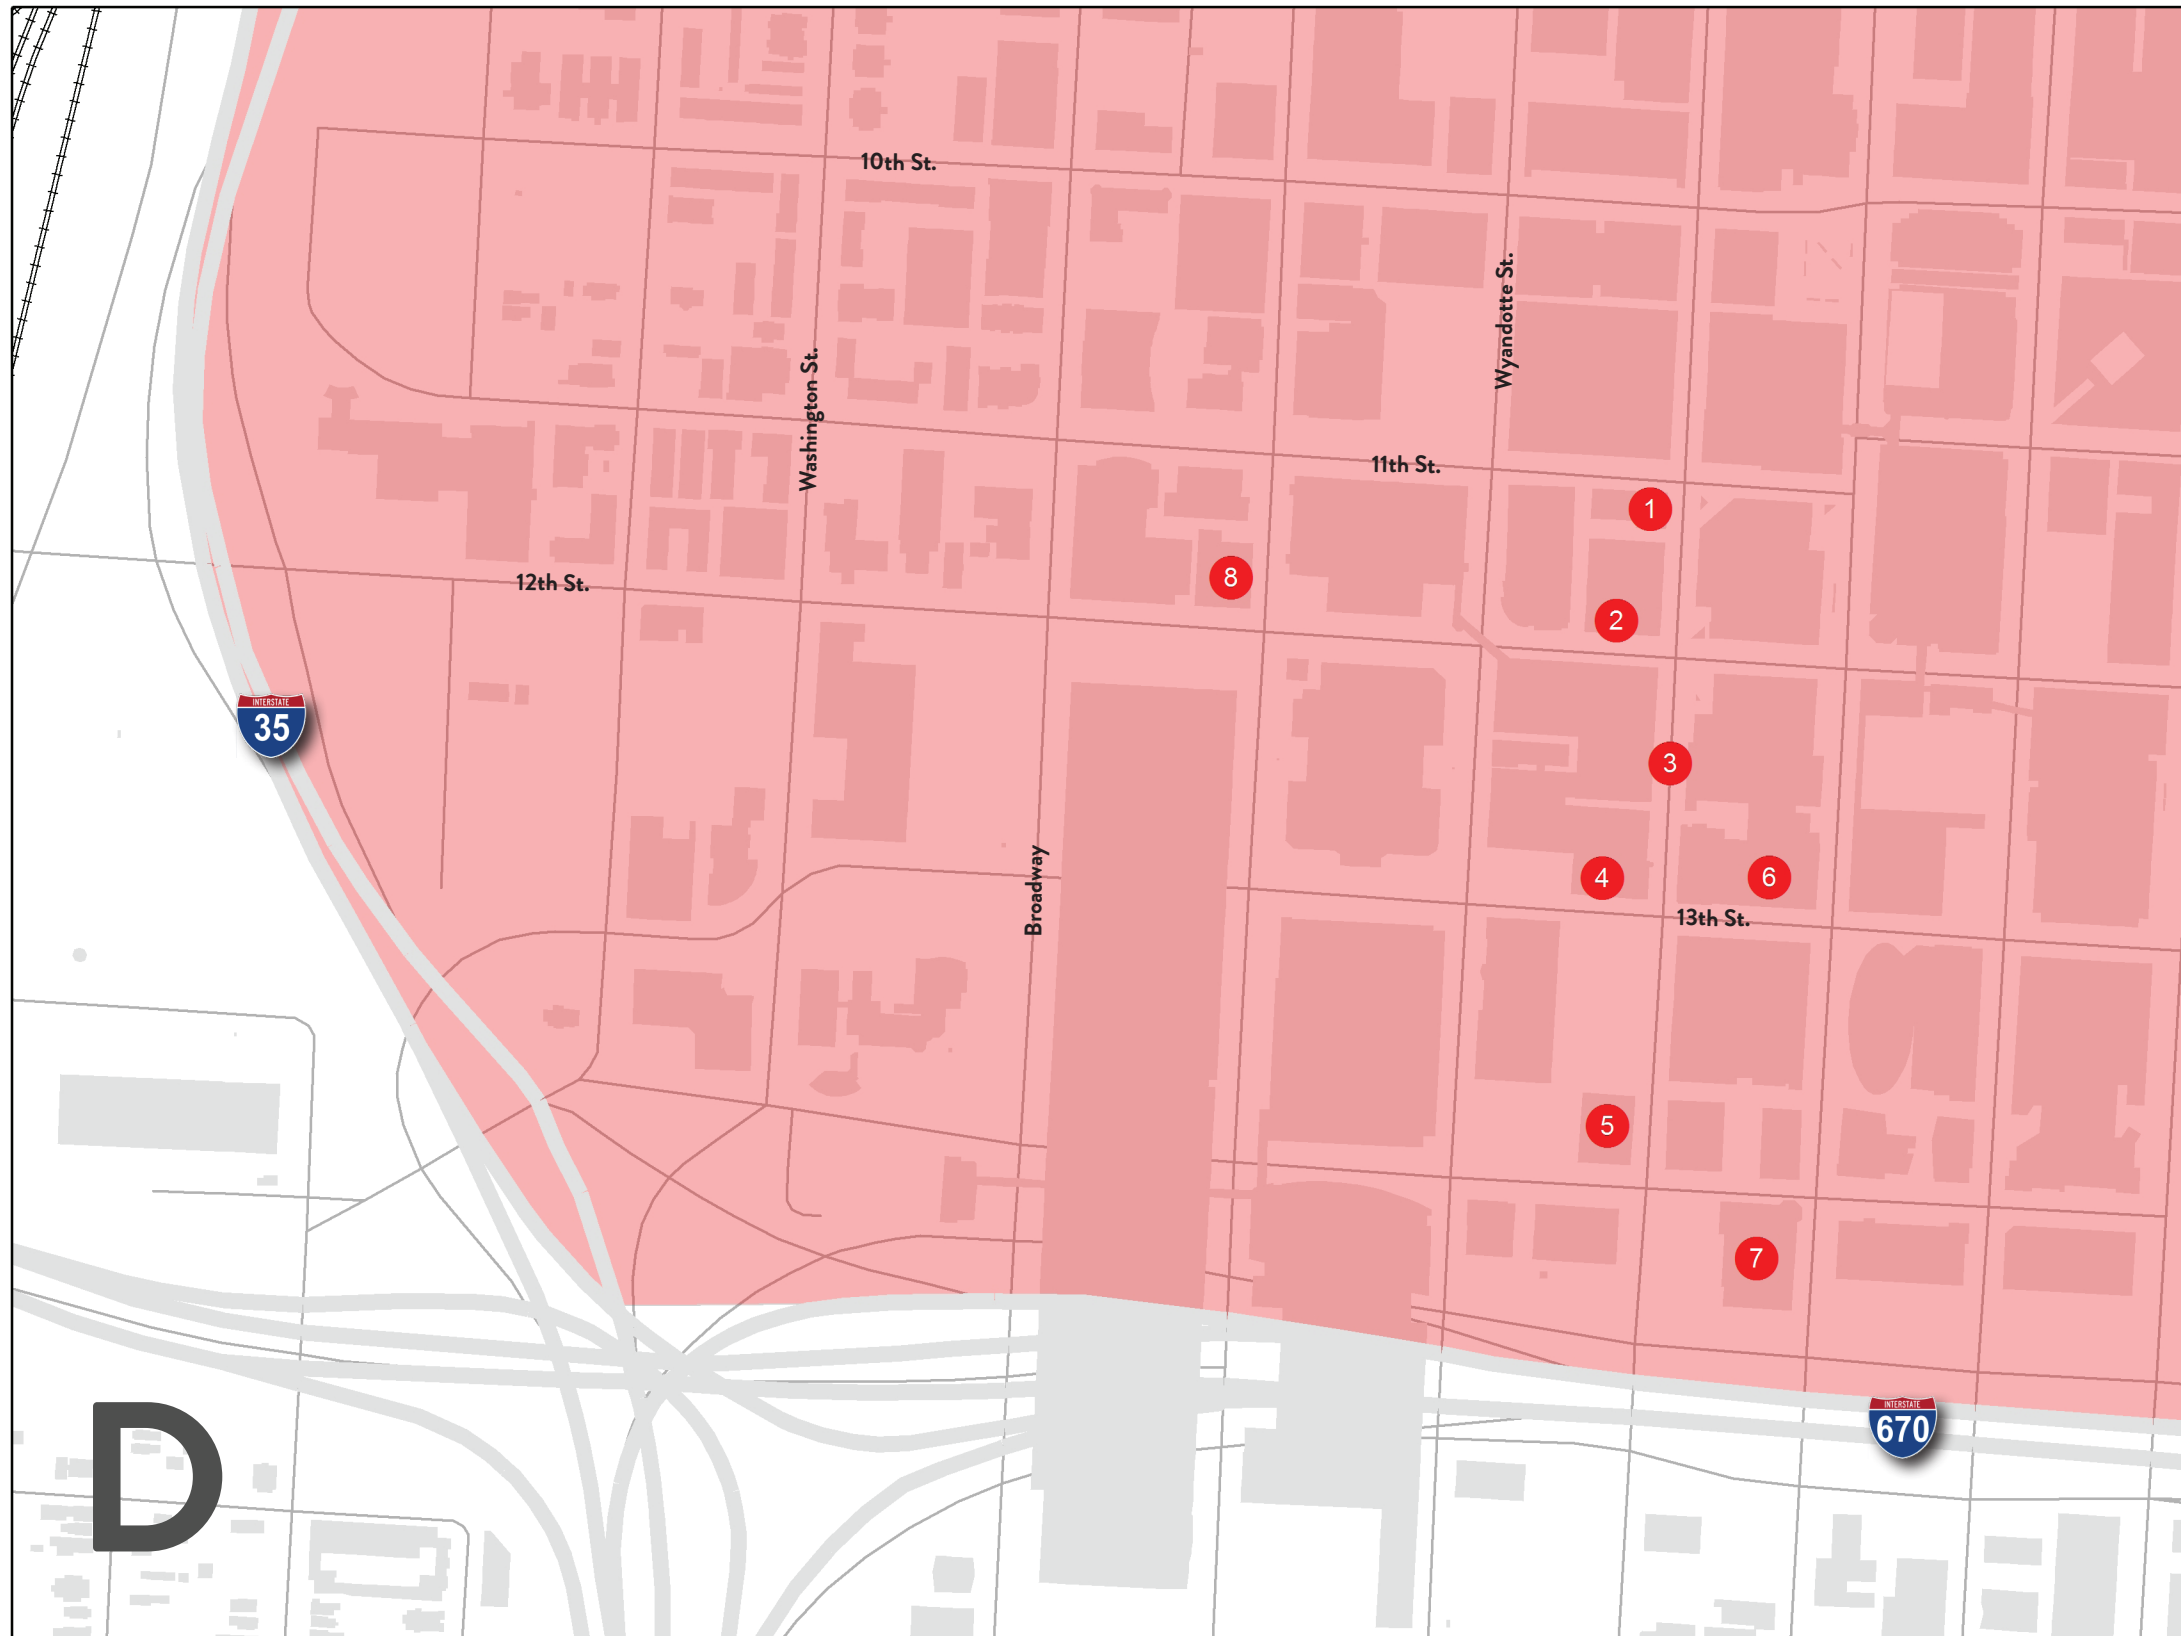 10th St.
Wyandotte St.
Washington St.
11th St.
1
8
12th St.
2
INTERSTATE
35
3
Broadway
4
6
13th St.
5
7
INTERSTATE
670
D